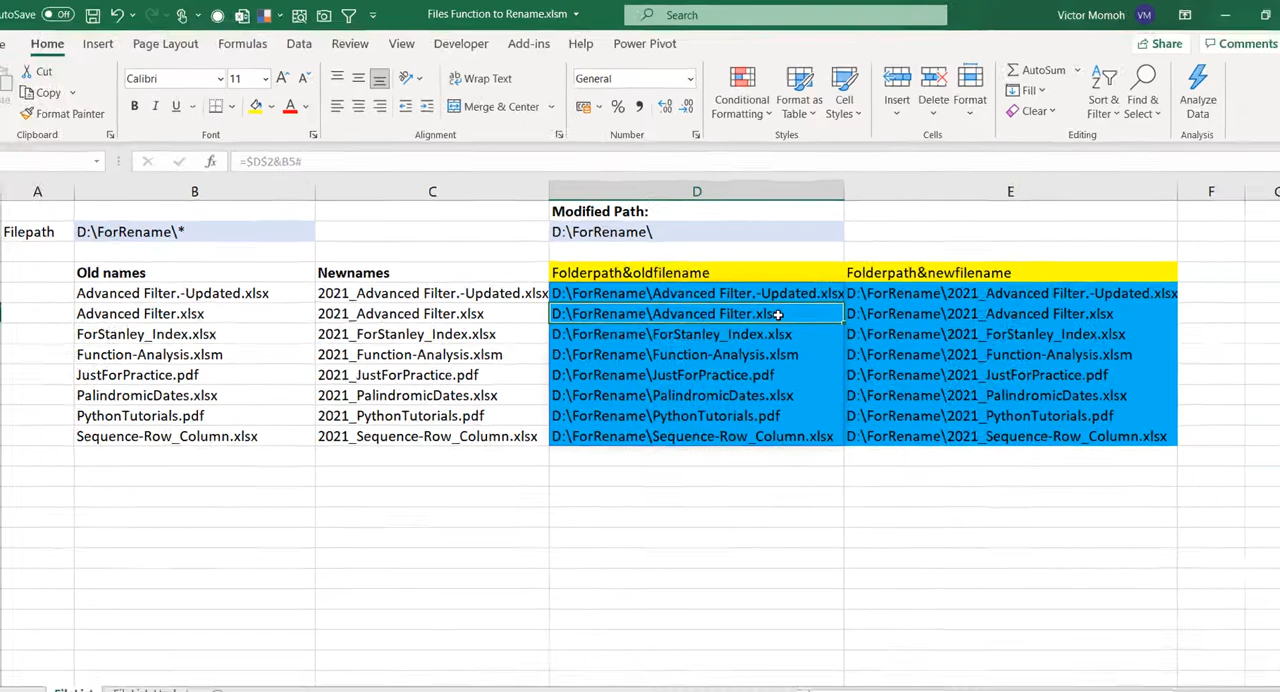 AutoSave Off Files Function to Rename.xlsm Search Victor Momoh VM
Home Insert Page Layout Formulas Data Review View Developer Add-ins Help Power Pivot Share Comments
Cut
Copy
Format Painter
Clipboard
Calibri 11
B I U
Font
Wrap Text
Merge & Center
Alignment
General
Number
Conditional Formatting
Format as Table
Cell Styles
Styles
Insert Delete Format
Cells
AutoSum
Fill
Clear
Sort & Filter
Find & Select
Editing
Analyze Data
Analysis
fx =$D$2&B5#
A B C D E F
Modified Path:
Filepath D:\ForRename\* D:\ForRename\
Old names Newnames Folderpath&oldfilename Folderpath&newfilename
Advanced Filter.-Updated.xlsx 2021_Advanced Filter.-Updated.xlsx D:\ForRename\Advanced Filter.-Updated.xlsx D:\ForRename\2021_Advanced Filter.-Updated.xlsx
Advanced Filter.xlsx 2021_Advanced Filter.xlsx D:\ForRename\Advanced Filter.xlsx D:\ForRename\2021_Advanced Filter.xlsx
ForStanley_Index.xlsx 2021_ForStanley_Index.xlsx D:\ForRename\ForStanley_Index.xlsx D:\ForRename\2021_ForStanley_Index.xlsx
Function-Analysis.xlsm 2021_Function-Analysis.xlsm D:\ForRename\Function-Analysis.xlsm D:\ForRename\2021_Function-Analysis.xlsm
JustForPractice.pdf 2021_JustForPractice.pdf D:\ForRename\JustForPractice.pdf D:\ForRename\2021_JustForPractice.pdf
PalindromicDates.xlsx 2021_PalindromicDates.xlsx D:\ForRename\PalindromicDates.xlsx D:\ForRename\2021_PalindromicDates.xlsx
PythonTutorials.pdf 2021_PythonTutorials.pdf D:\ForRename\PythonTutorials.pdf D:\ForRename\2021_PythonTutorials.pdf
Sequence-Row_Column.xlsx 2021_Sequence-Row_Column.xlsx D:\ForRename\Sequence-Row_Column.xlsx D:\ForRename\2021_Sequence-Row_Column.xlsx